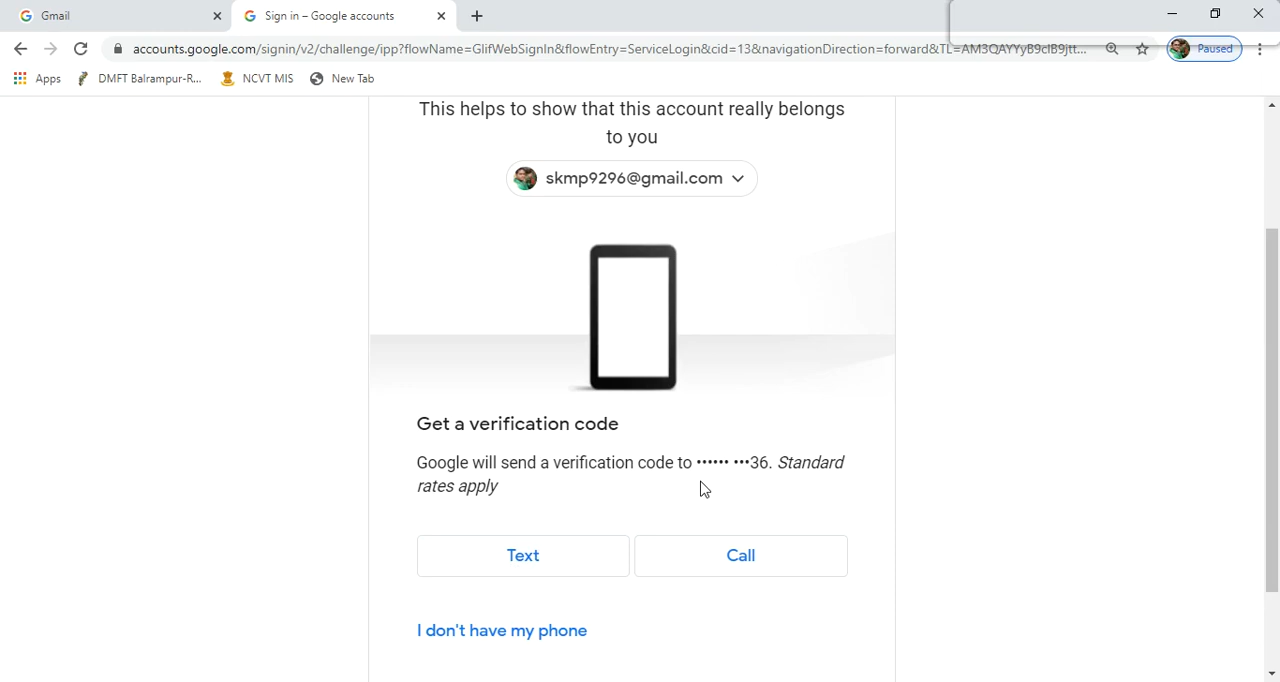 Gmail
Sign in – Google accounts
accounts.google.com/signin/v2/challenge/ipp?flowName=GlifWebSignIn&flowEntry=ServiceLogin&cid=13&navigationDirection=forward&TL=AM3QAYYyB9clB9jtt...
Paused
Apps
DMFT Balrampur-R...
NCVT MIS
New Tab
This helps to show that this account really belongs
to you
skmp9296@gmail.com
Get a verification code
Google will send a verification code to •••••• •••36. Standard
rates apply
Text
Call
I don't have my phone